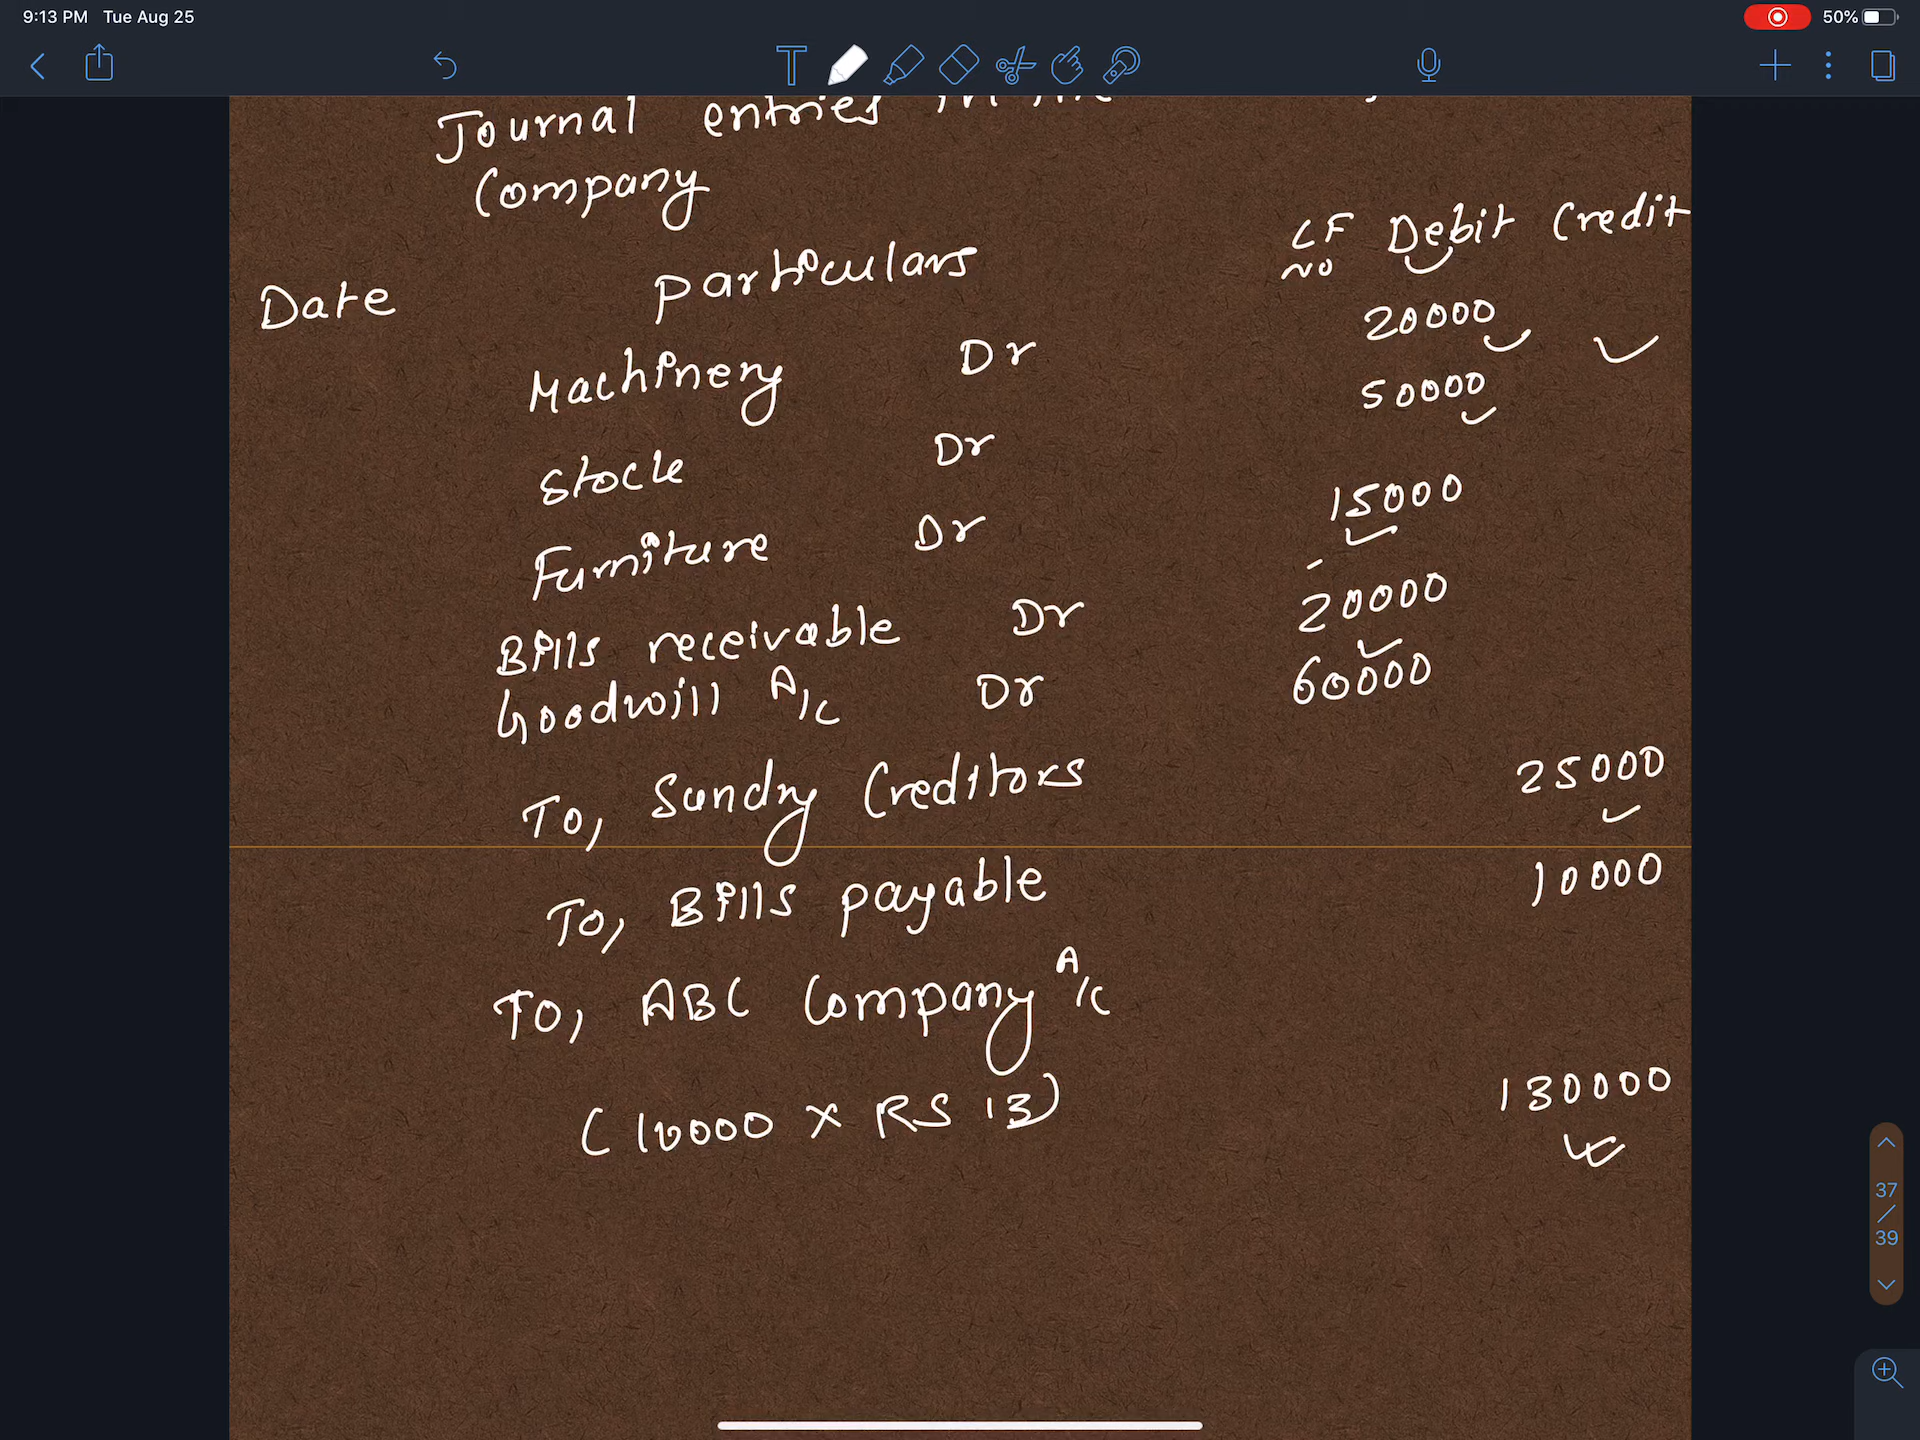 9:13 PM Tue Aug 25
50%
Journal entries in the
Company
Date Particulars LF NO Debit Credit
Machinery Dr 20000
Stock Dr 50000
Furniture Dr 15000
Bills receivable Dr 20000
Goodwill A/c Dr 60000
To, Sundry Creditors 25000
To, Bills payable 10000
To, ABC Company A/c
(10000 X RS 13) 130000
37
/
39